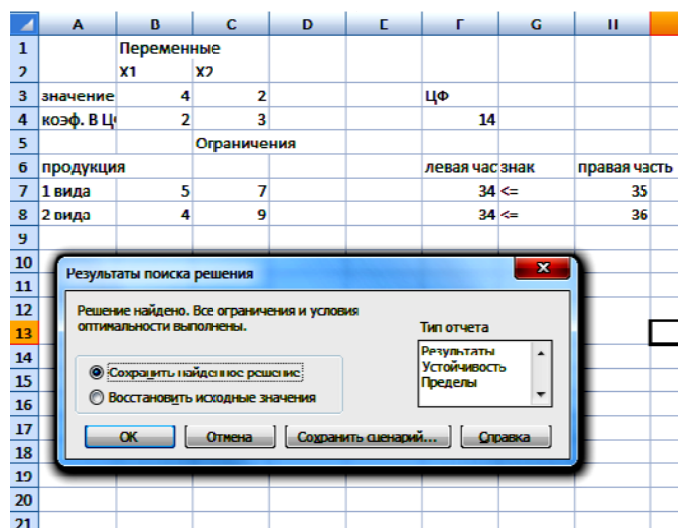 A B C D E F G H
1 Переменные
2 X1 X2
3 значение 4 2 ЦФ
4 коэф. В Ц 2 3 14
5 Ограничения
6 продукция левая час знак правая часть
7 1 вида 5 7 34 <= 35
8 2 вида 4 9 34 <= 36
9
10
Результаты поиска решения
11
12
Решение найдено. Все ограничения и условия
оптимальности выполнены.
Тип отчета
13
Результаты
14
Сохранить найденное решение
Устойчивость
15
Пределы
Восстановить исходные значения
16
17
ОК Отмена Сохранить сценарий... Справка
18
19
20
21